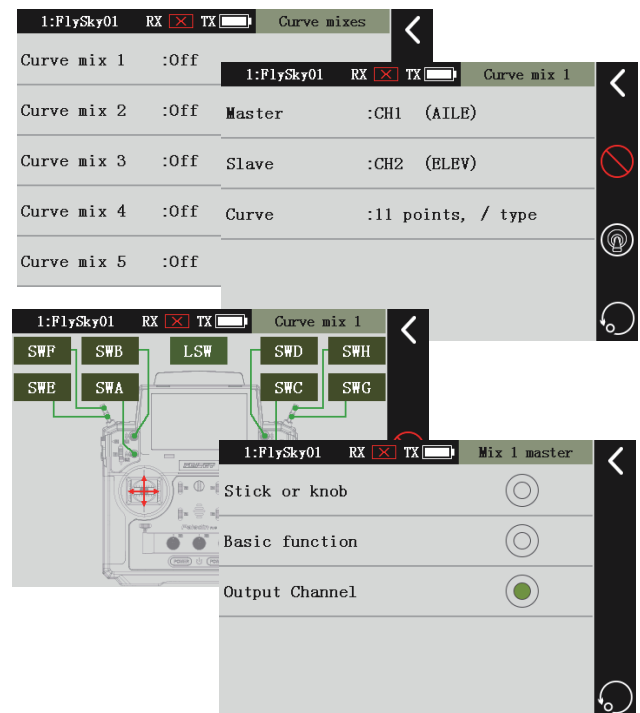 1:FlySky01 RX TX Curve mixes
Curve mix 1 :Off
Curve mix 2 :Off
Curve mix 3 :Off
Curve mix 4 :Off
Curve mix 5 :Off
1:FlySky01 RX TX Curve mix 1
Master :CH1 (AILE)
Slave :CH2 (ELEV)
Curve :11 points, / type
1:FlySky01 RX TX Curve mix 1
SWF SWB LSW SWD SWH
SWE SWA SWC SWG
POWER POWER
1:FlySky01 RX TX Mix 1 master
Stick or knob
Basic function
Output Channel